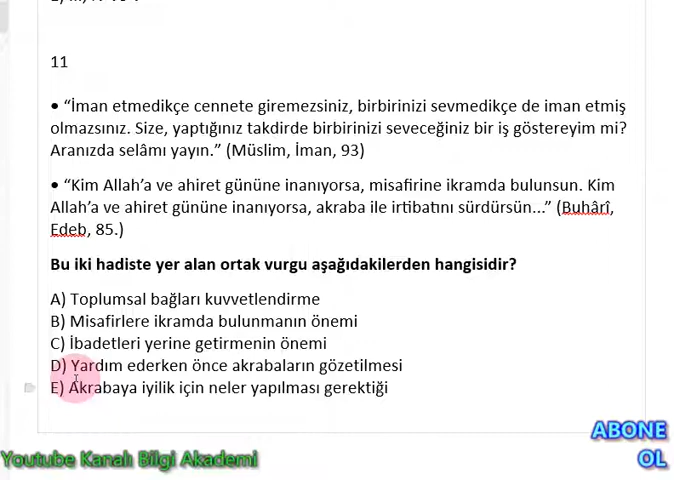 11
• “İman etmedikçe cennete giremezsiniz, birbirinizi sevmedikçe de iman etmiş
olmazsınız. Size, yaptığınız takdirde birbirinizi seveceğiniz bir iş göstereyim mi?
Aranızda selâmı yayın.” (Müslim, İman, 93)
• “Kim Allah’a ve ahiret gününe inanıyorsa, misafirine ikramda bulunsun. Kim
Allah’a ve ahiret gününe inanıyorsa, akraba ile irtibatını sürdürsün...” (Buhârî,
Edeb, 85.)
Bu iki hadiste yer alan ortak vurgu aşağıdakilerden hangisidir?
A) Toplumsal bağları kuvvetlendirme
B) Misafirlere ikramda bulunmanın önemi
C) İbadetleri yerine getirmenin önemi
D) Yardım ederken önce akrabaların gözetilmesi
E) Akrabaya iyilik için neler yapılması gerektiği
ABONE
OL
Youtube Kanalı Bilgi Akademi